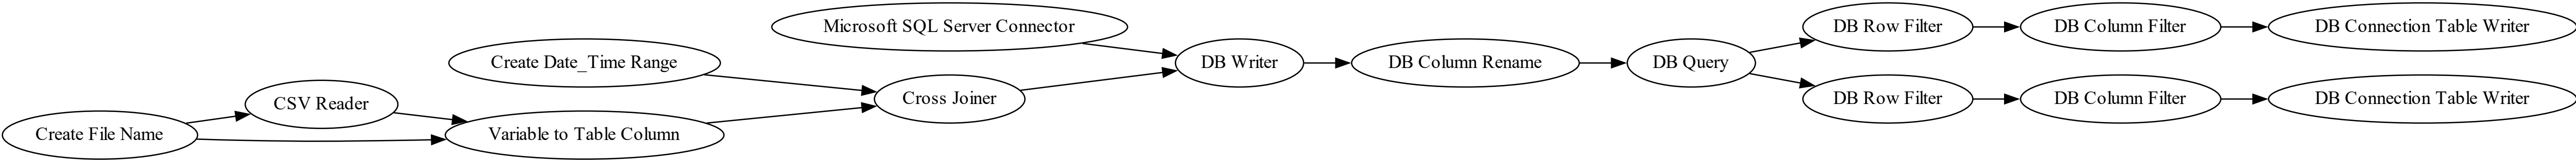 Microsoft SQL Server Connector
DB Row Filter
DB Column Filter
DB Connection Table Writer
Create Date_Time Range
DB Writer
DB Column Rename
DB Query
CSV Reader
Cross Joiner
DB Row Filter
DB Column Filter
DB Connection Table Writer
Create File Name
Variable to Table Column